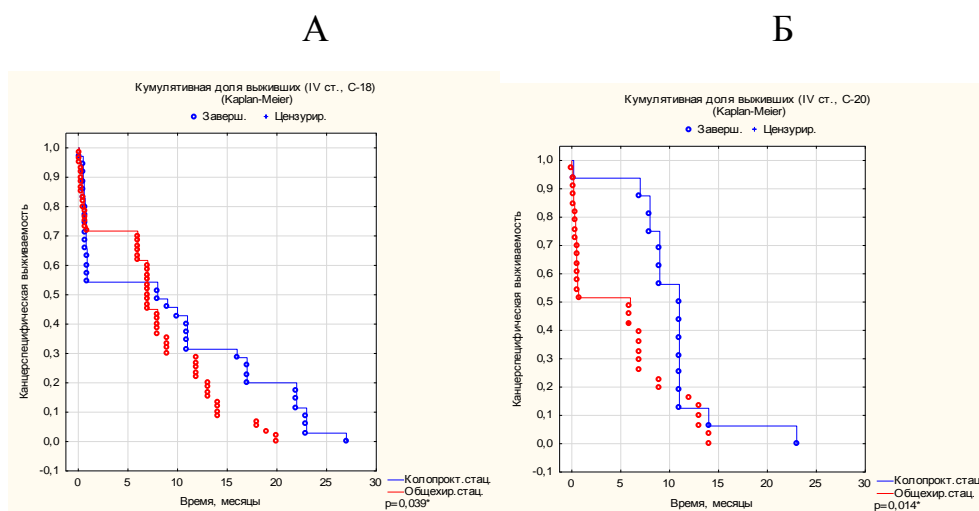 А
Кумулятивная доля выживших (IV ст., С-18)
(Kaplan-Meier)
Заверш. Цензурир.
1,0
0,9
0,8
0,7
0,6
0,5
0,4
0,3
0,2
0,1
0,0
-0,1
Канцерспецифическая выживаемость
0 5 10 15 20 25 30
Время, месяцы
Колопрокт.стац.
Общехир.стац.
p=0,039*
Б
Кумулятивная доля выживших (IV ст., С-20)
(Kaplan-Meier)
Заверш. Цензурир.
1,0
0,9
0,8
0,7
0,6
0,5
0,4
0,3
0,2
0,1
0,0
-0,1
Канцерспецифическая выживаемость
0 5 10 15 20 25 30
Время, месяцы
Колопрокт.стац.
Общехир.стац.
p=0,014*